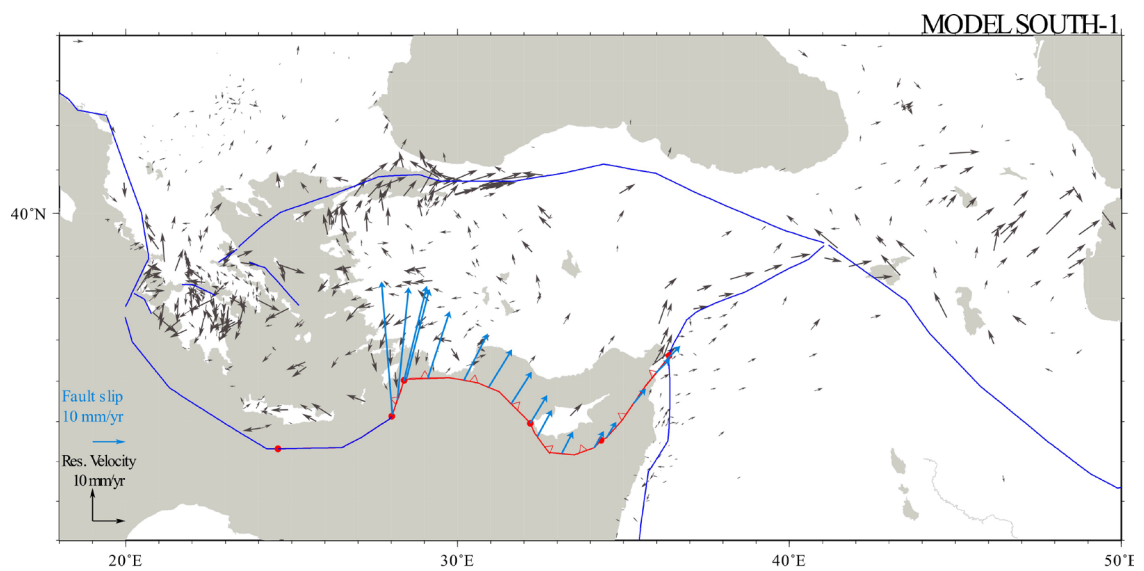 MODEL SOUTH-1
40°N
Fault slip
10 mm/yr
Res. Velocity
10 mm/yr
20°E
30°E
40°E
50°E